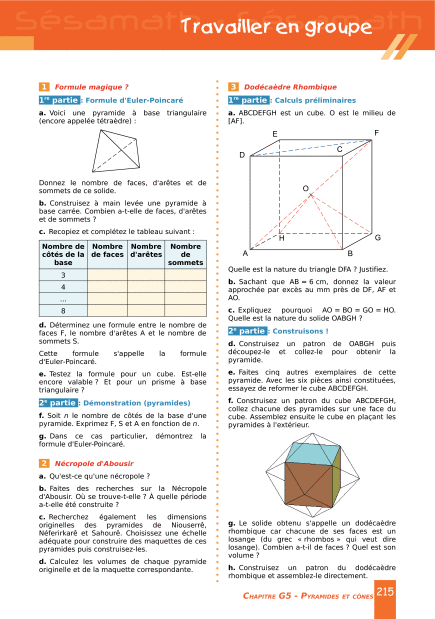 Sésamath Sésamath
Travailler en groupe
1 Formule magique ?
1re partie : Formule d'Euler-Poincaré
a. Voici une pyramide à base triangulaire
(encore appelée tétraèdre) :
Donnez le nombre de faces, d'arêtes et de
sommets de ce solide.
b. Construisez à main levée une pyramide à
base carrée. Combien a-t-elle de faces, d'arêtes
et de sommets ?
c. Recopiez et complétez le tableau suivant :
Nombre de côtés de la base | Nombre de faces | Nombre d'arêtes | Nombre de sommets
3
4
...
8
d. Déterminez une formule entre le nombre de
faces F, le nombre d'arêtes A et le nombre de
sommets S.
Cette formule s'appelle la formule
d'Euler-Poincaré.
e. Testez la formule pour un cube. Est-elle
encore valable ? Et pour un prisme à base
triangulaire ?
2e partie : Démonstration (pyramides)
f. Soit n le nombre de côtés de la base d'une
pyramide. Exprimez F, S et A en fonction de n.
g. Dans ce cas particulier, démontrez la
formule d'Euler-Poincaré.
2 Nécropole d'Abousir
a. Qu'est-ce qu'une nécropole ?
b. Faites des recherches sur la Nécropole
d'Abousir. Où se trouve-t-elle ? À quelle période
a-t-elle été construite ?
c. Recherchez également les dimensions
originelles des pyramides de Niouserrê,
Néferirkarê et Sahourê. Choisissez une échelle
adéquate pour construire des maquettes de ces
pyramides puis construisez-les.
d. Calculez les volumes de chaque pyramide
originelle et de la maquette correspondante.
3 Dodécaèdre Rhombique
1re partie : Calculs préliminaires
a. ABCDEFGH est un cube. O est le milieu de
[AF].
E
F
D
C
O
H
G
A
B
Quelle est la nature du triangle DFA ? Justifiez.
b. Sachant que AB = 6 cm, donnez la valeur
approchée par excès au mm près de DF, AF et
AO.
c. Expliquez pourquoi AO = BO = GO = HO.
Quelle est la nature du solide OABGH ?
2e partie : Construisons !
d. Construisez un patron de OABGH puis
découpez-le et collez-le pour obtenir la
pyramide.
e. Faites cinq autres exemplaires de cette
pyramide. Avec les six pièces ainsi constituées,
essayez de reformer le cube ABCDEFGH.
f. Construisez un patron du cube ABCDEFGH,
collez chacune des pyramides sur une face du
cube. Assemblez ensuite le cube en plaçant les
pyramides à l'extérieur.
g. Le solide obtenu s'appelle un dodécaèdre
rhombique car chacune de ses faces est un
losange (du grec « rhombos » qui veut dire
losange). Combien a-t-il de faces ? Quel est son
volume ?
h. Construisez un patron du dodécaèdre
rhombique et assemblez-le directement.
CHAPITRE G5 - PYRAMIDES ET CÔNES 215